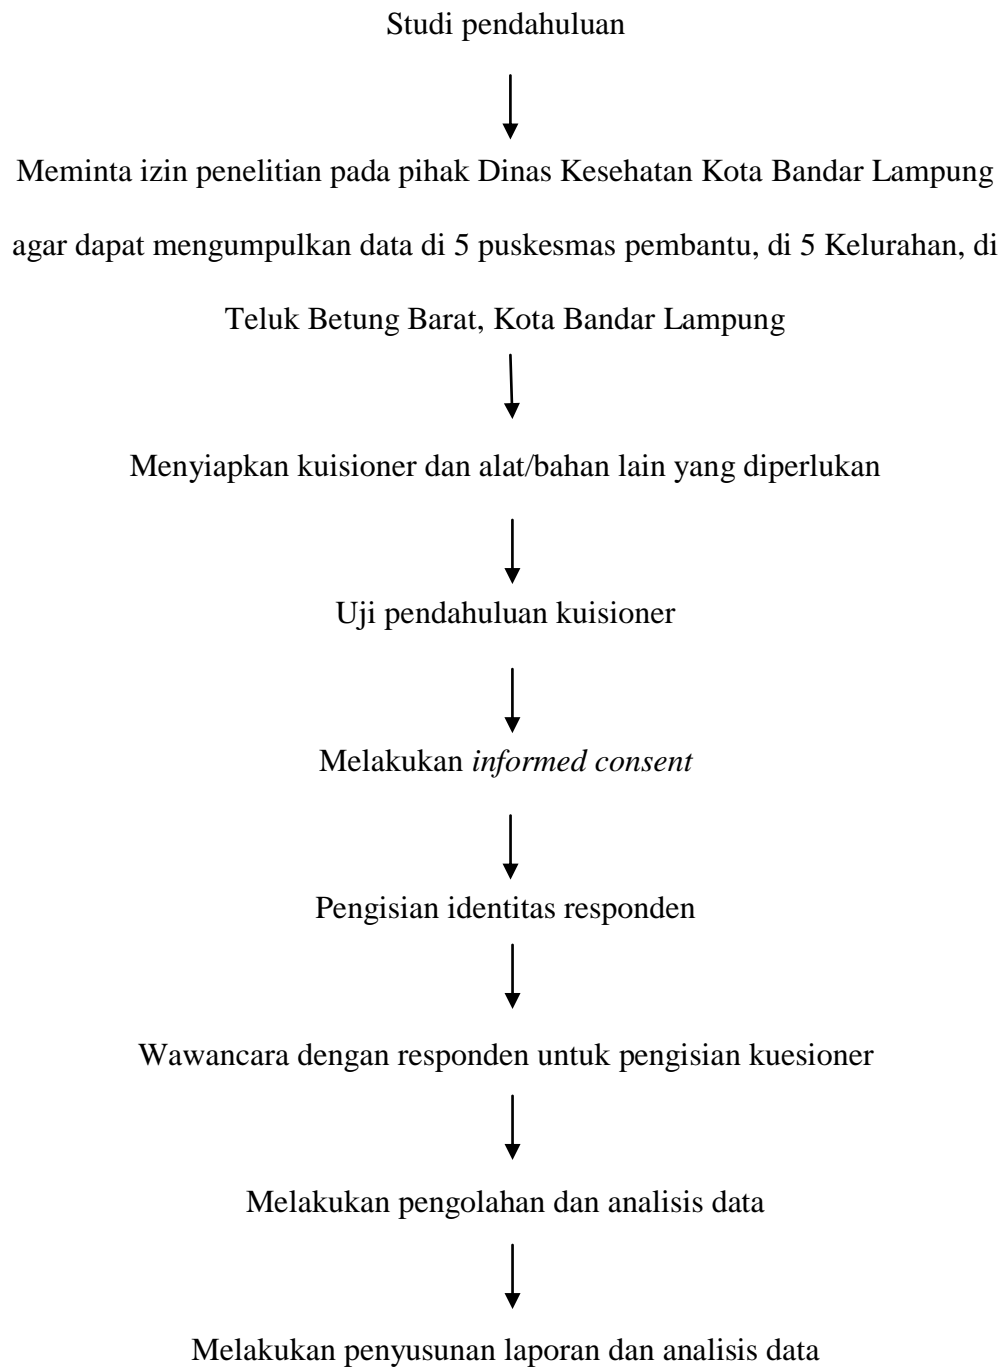 Studi pendahuluan
Meminta izin penelitian pada pihak Dinas Kesehatan Kota Bandar Lampung
agar dapat mengumpulkan data di 5 puskesmas pembantu, di 5 Kelurahan, di
Teluk Betung Barat, Kota Bandar Lampung
Menyiapkan kuisioner dan alat/bahan lain yang diperlukan
Uji pendahuluan kuisioner
Melakukan informed consent
Pengisian identitas responden
Wawancara dengan responden untuk pengisian kuesioner
Melakukan pengolahan dan analisis data
Melakukan penyusunan laporan dan analisis data